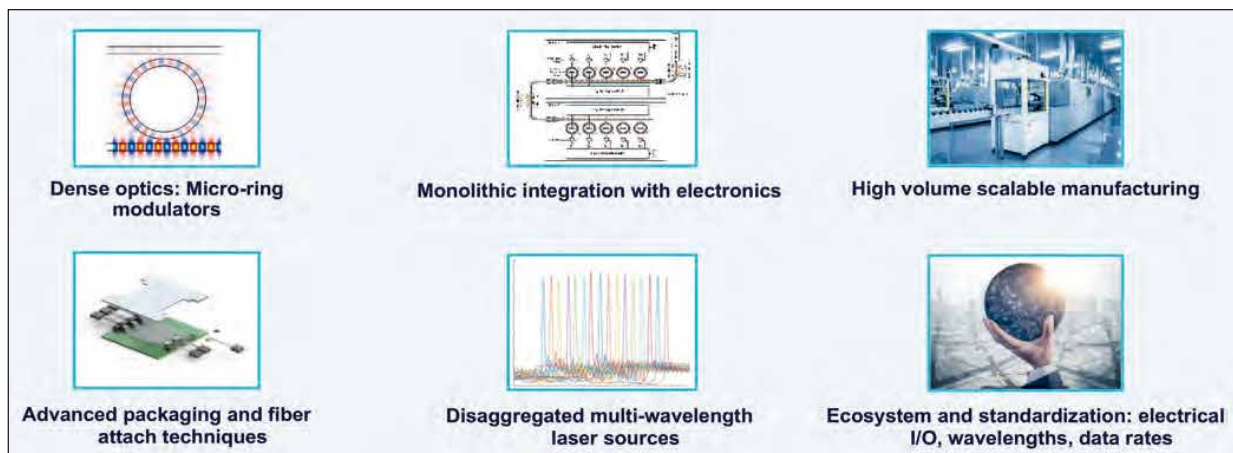 Dense optics: Micro-ring
modulators
Monolithic integration with electronics
High volume scalable manufacturing
Advanced packaging and fiber
attach techniques
Disaggregated multi-wavelength
laser sources
Ecosystem and standardization: electrical
I/O, wavelengths, data rates